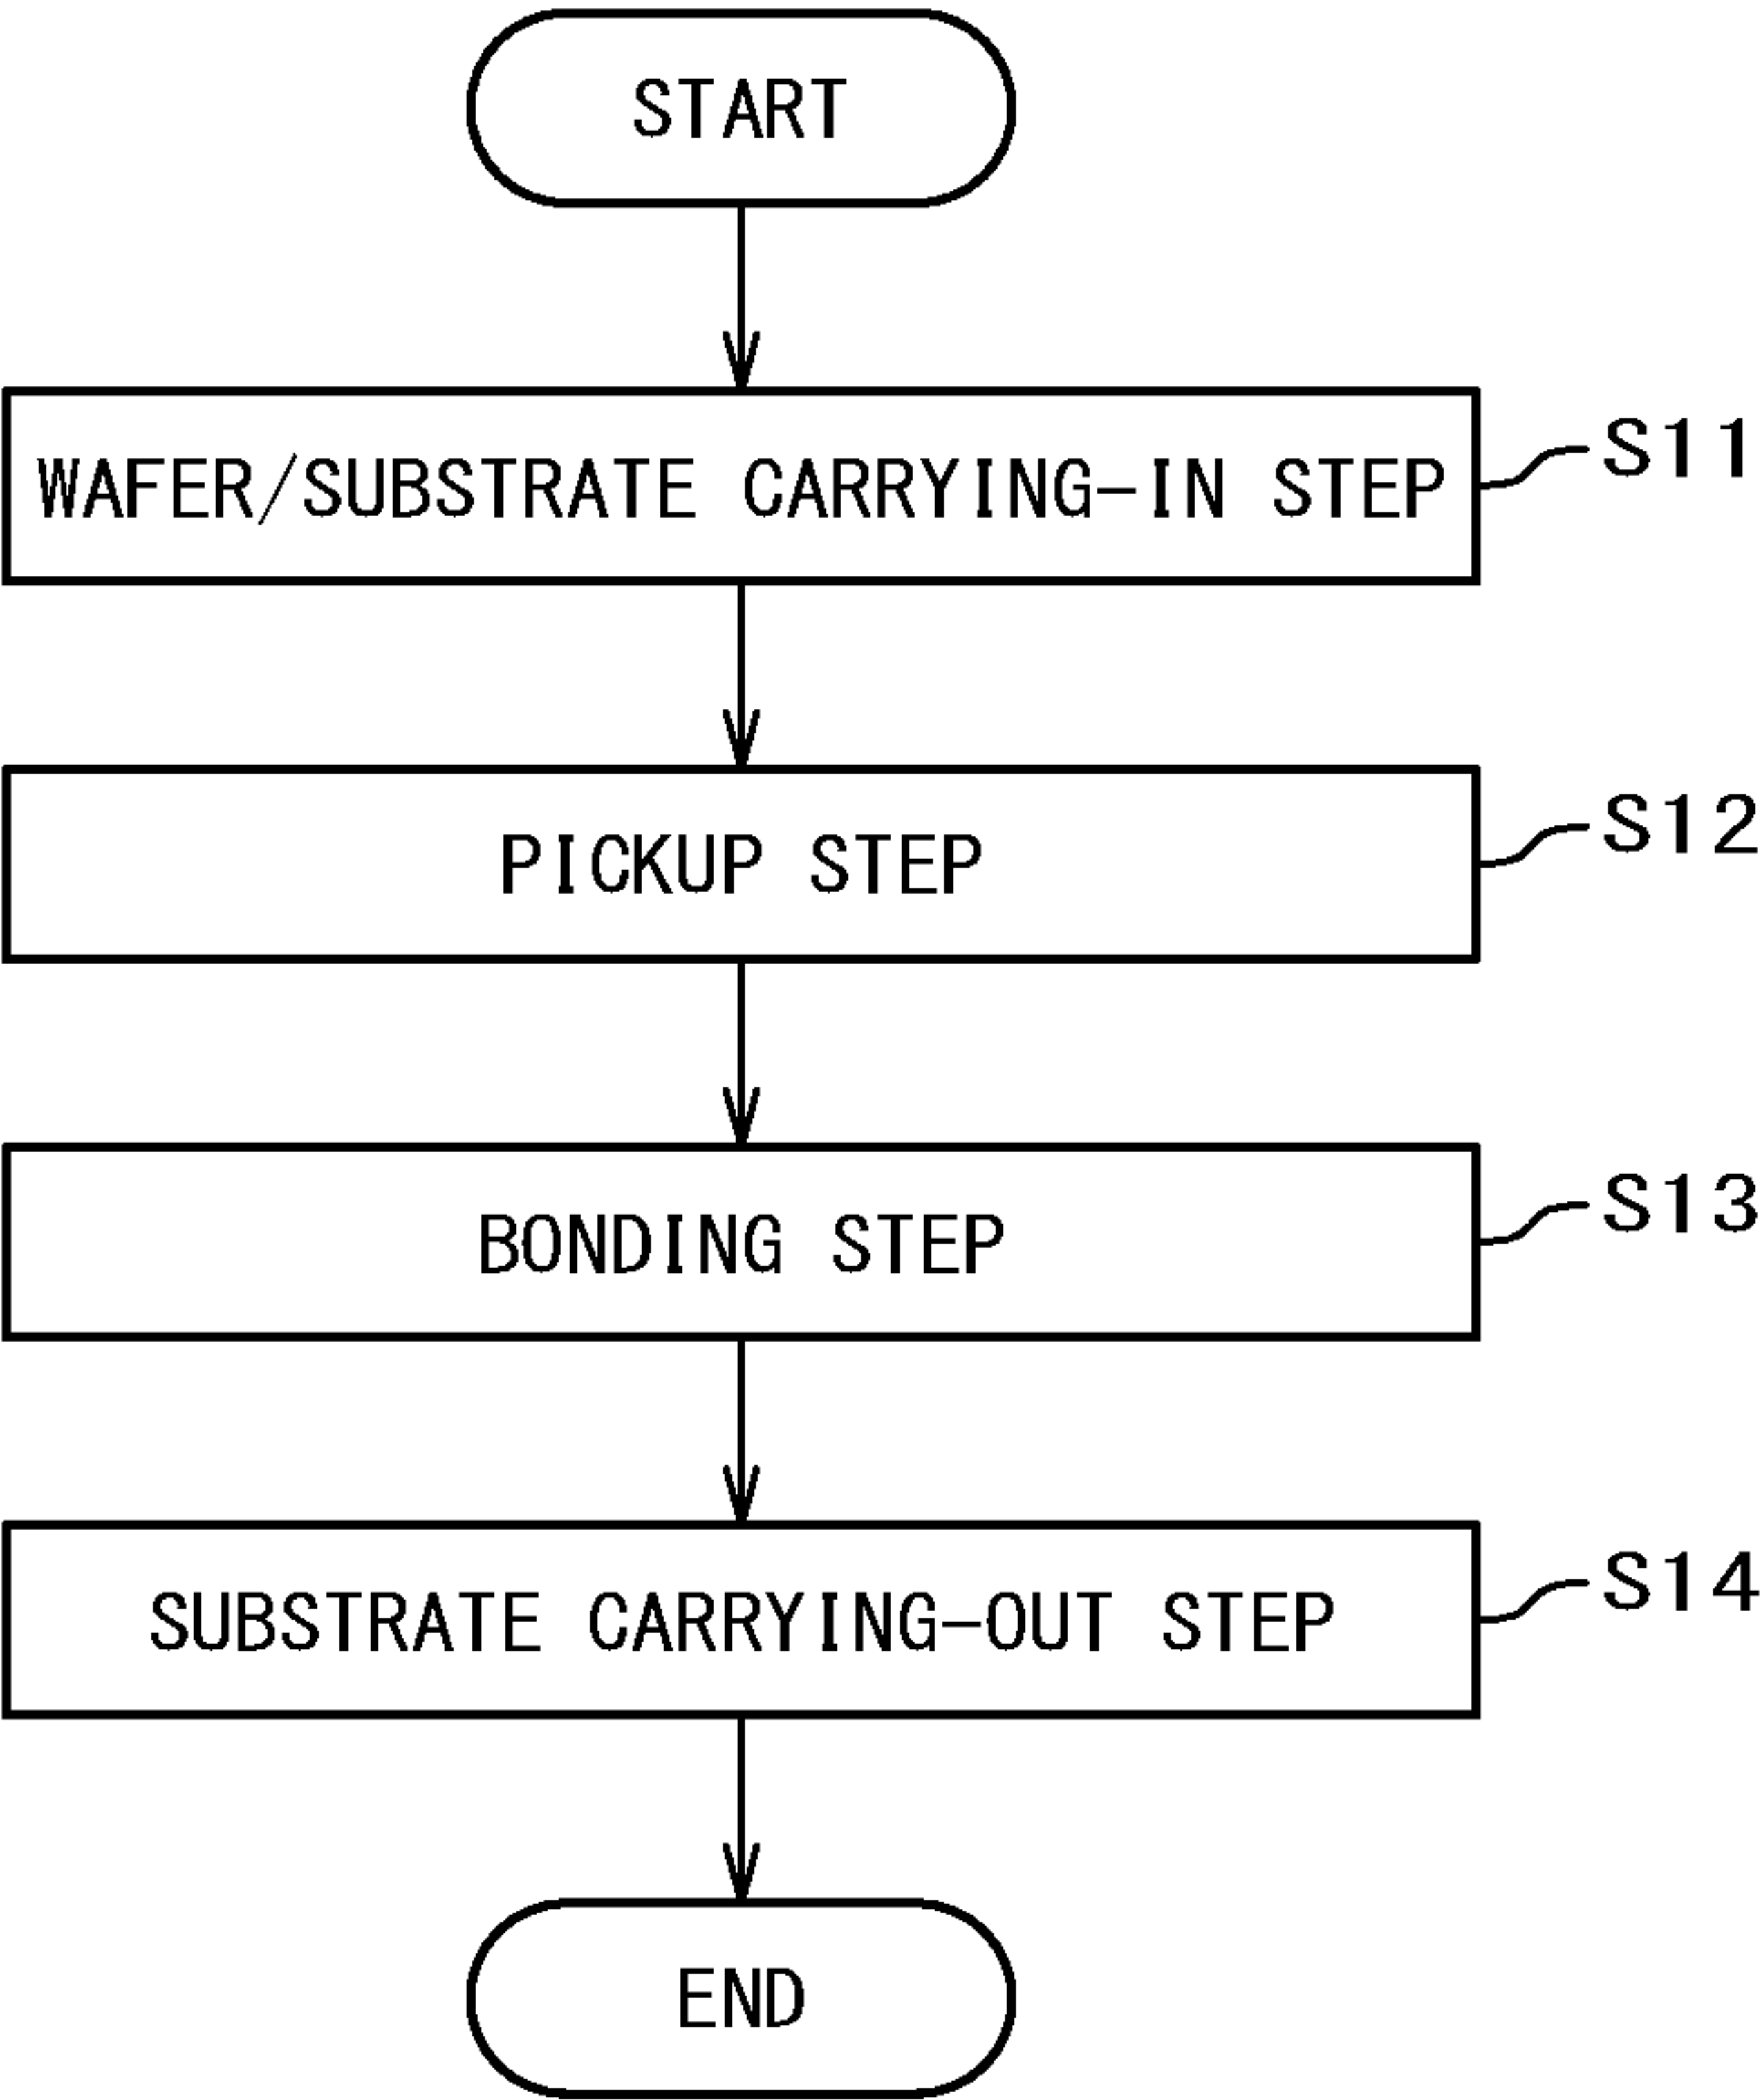 START
WAFER/SUBSTRATE CARRYING-IN STEP
S11
PICKUP STEP
S12
BONDING STEP
S13
SUBSTRATE CARRYING-OUT STEP
S14
END